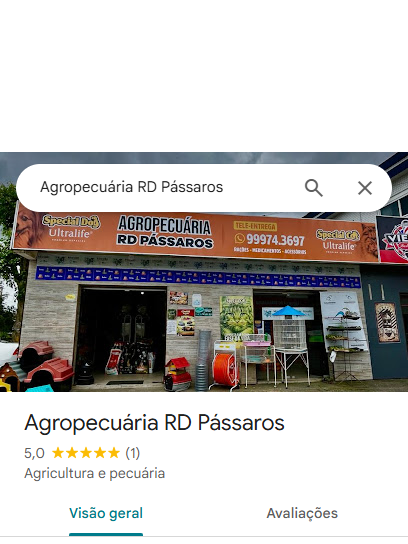 Agropecuária RD Pássaros
Special Dog
Ultralife
AGROPECUÁRIA
RD PÁSSAROS
TELE-ENTREGA
99974.3697
RAÇÕES - MEDICAMENTOS - ACESSÓRIOS
Special Dog
Ultralife
Agropecuária RD Pássaros
5,0 (1)
Agricultura e pecuária
Visão geral
Avaliações